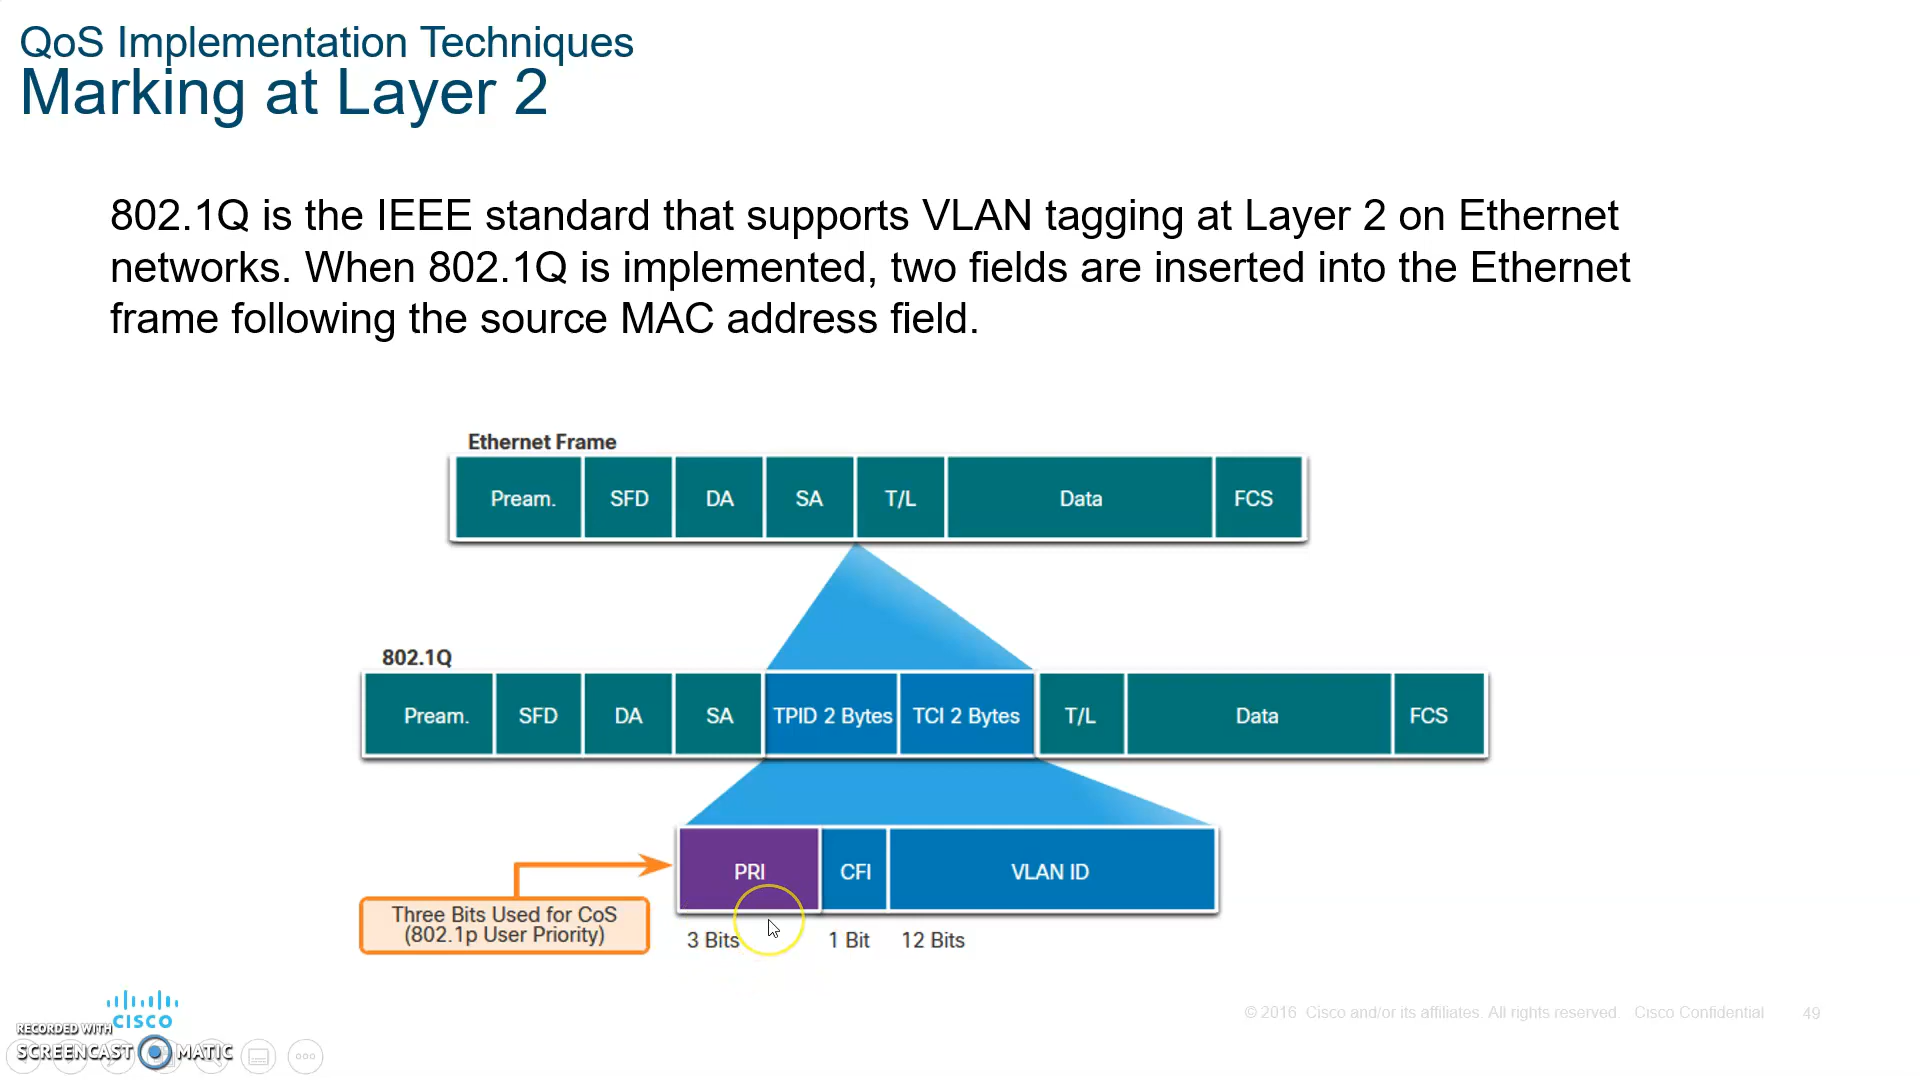 QoS Implementation Techniques
Marking at Layer 2
802.1Q is the IEEE standard that supports VLAN tagging at Layer 2 on Ethernet
networks. When 802.1Q is implemented, two fields are inserted into the Ethernet
frame following the source MAC address field.
Ethernet Frame
Pream. SFD DA SA T/L Data FCS
802.1Q
Pream. SFD DA SA TPID 2 Bytes TCI 2 Bytes T/L Data FCS
PRI CFI VLAN ID
Three Bits Used for CoS
(802.1p User Priority)
3 Bits 1 Bit 12 Bits
CISCO
© 2016 Cisco and/or its affiliates. All rights reserved. Cisco Confidential 49
RECORDED WITH
SCREENCAST MATIC